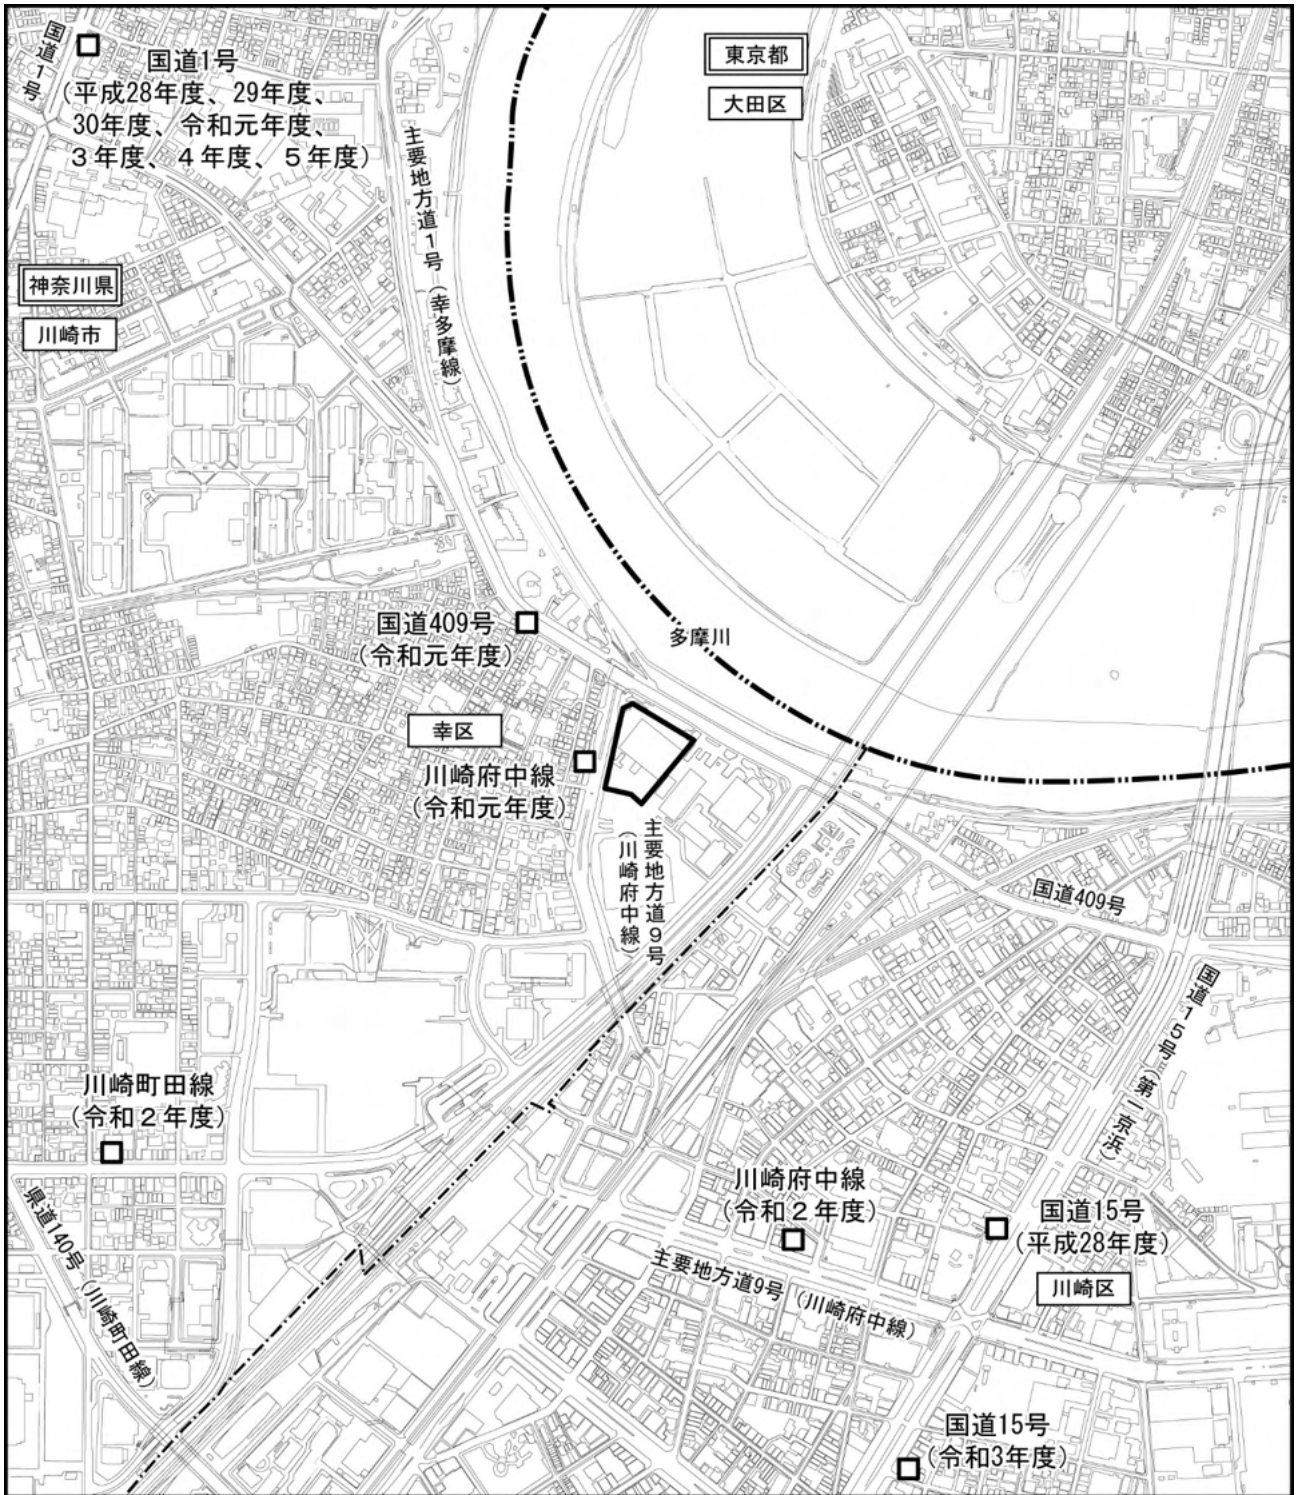 国道1号
国道1号
(平成28年度、29年度、
30年度、令和元年度、
３年度、４年度、５年度)
東京都
大田区
主要地方道1号(幸多摩線)
神奈川県
川崎市
国道409号
(令和元年度)
多摩川
幸区
川崎府中線
(令和元年度)
主要地方道9号
(川崎府中線)
国道409号
国道15号(第二京浜)
川崎町田線
(令和２年度)
県道140号(川崎町田線)
川崎府中線
(令和２年度)
主要地方道9号(川崎府中線)
国道15号
(平成28年度)
川崎区
国道15号
(令和3年度)